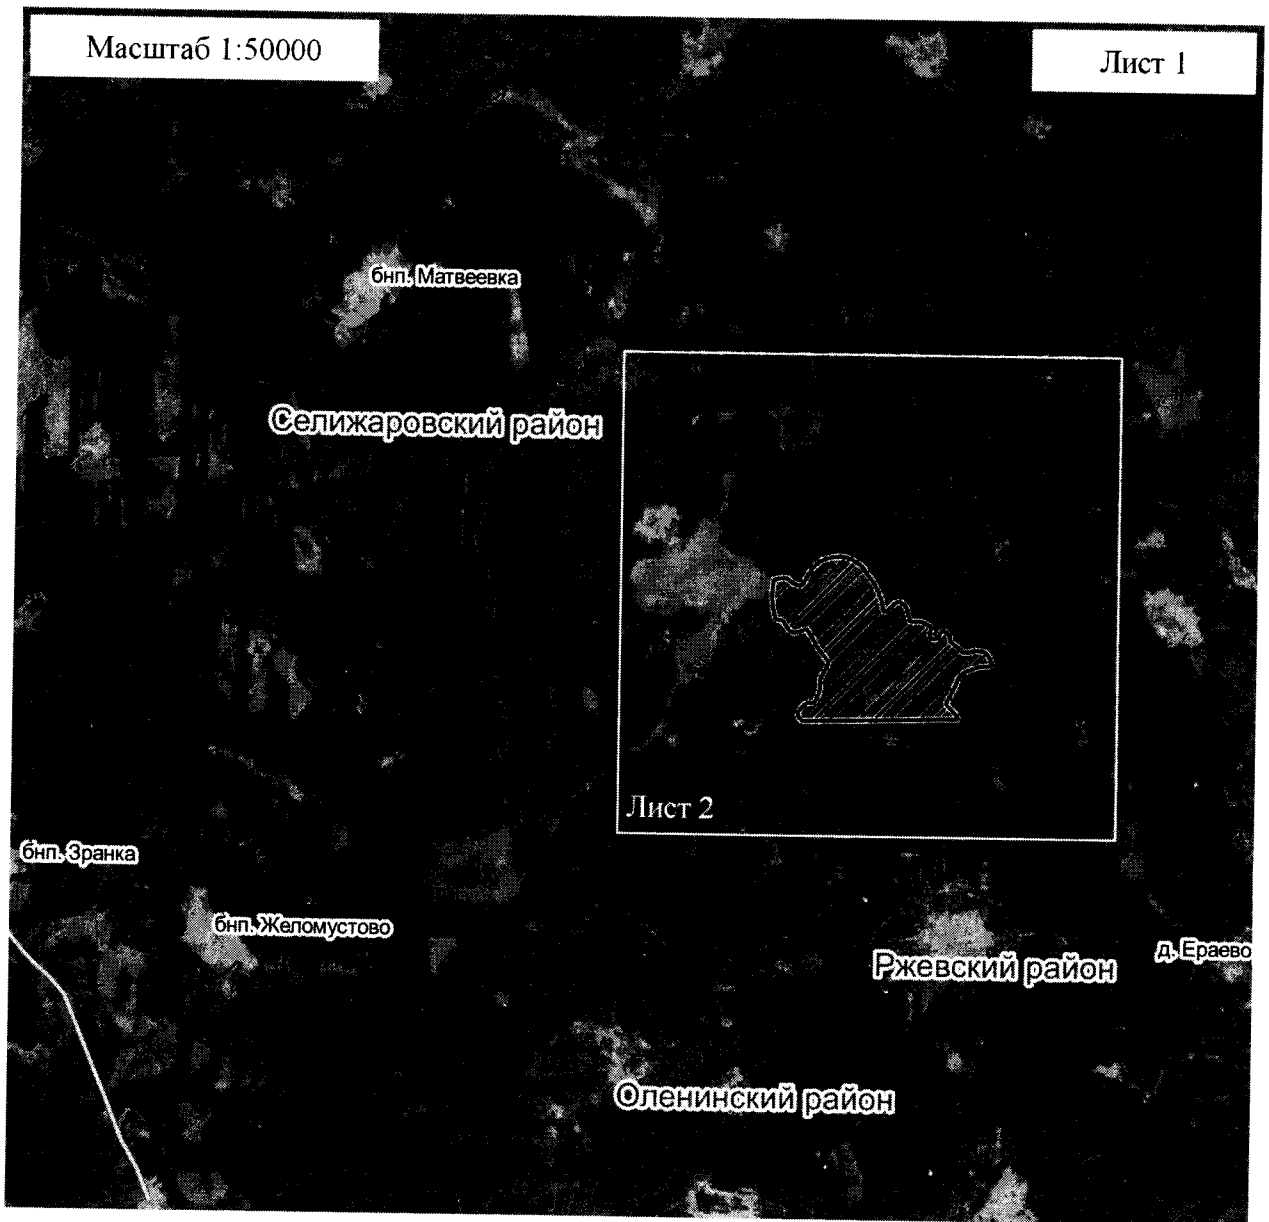 Масштаб 1:50000
Лист 1
бнп. Матвеевка
Селижаровский район
Лист 2
бнп. Зранка
бнп. Желомустово
Ржевский район
д. Ераево
Оленинский район